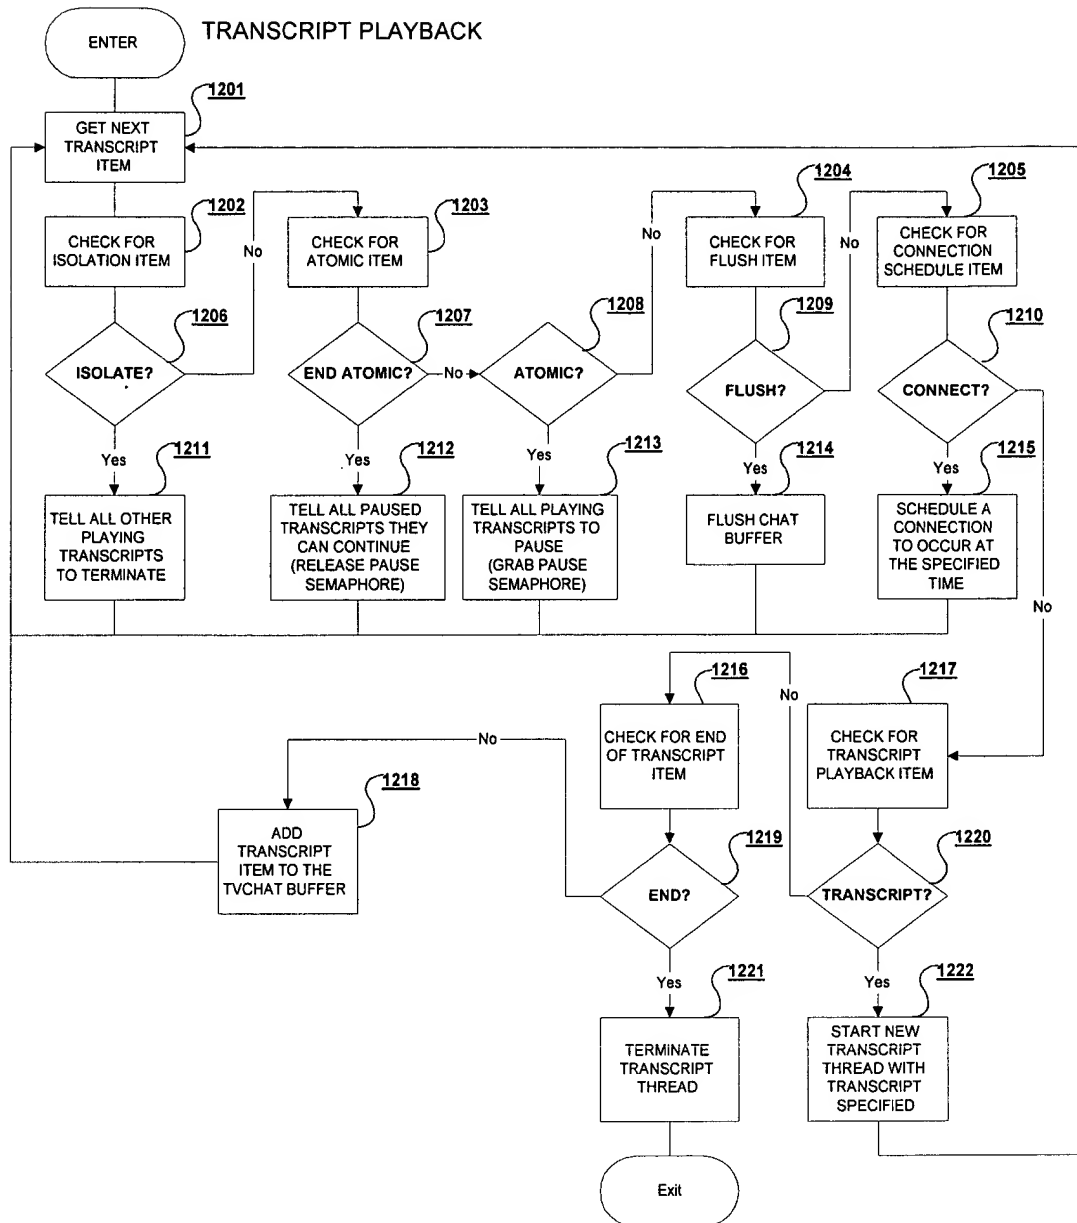 ENTER
TRANSCRIPT PLAYBACK
1201
GET NEXT
TRANSCRIPT
ITEM
1202
CHECK FOR
ISOLATION ITEM
No
1203
CHECK FOR
ATOMIC ITEM
No
1204
CHECK FOR
FLUSH ITEM
No
1205
CHECK FOR
CONNECTION
SCHEDULE ITEM
1206
ISOLATE?
1207
END ATOMIC?
No
1208
ATOMIC?
1209
FLUSH?
1210
CONNECT?
Yes
1211
TELL ALL OTHER
PLAYING
TRANSCRIPTS
TO TERMINATE
Yes
1212
TELL ALL PAUSED
TRANSCRIPTS THEY
CAN CONTINUE
(RELEASE PAUSE
SEMAPHORE)
Yes
1213
TELL ALL PLAYING
TRANSCRIPTS TO
PAUSE
(GRAB PAUSE
SEMAPHORE)
Yes
1214
FLUSH CHAT
BUFFER
Yes
1215
SCHEDULE A
CONNECTION
TO OCCUR AT
THE SPECIFIED
TIME
No
1216
CHECK FOR END
OF TRANSCRIPT
ITEM
No
1217
CHECK FOR
TRANSCRIPT
PLAYBACK ITEM
No
1218
ADD
TRANSCRIPT
ITEM TO THE
TVCHAT BUFFER
1219
END?
1220
TRANSCRIPT?
Yes
1221
TERMINATE
TRANSCRIPT
THREAD
Yes
1222
START NEW
TRANSCRIPT
THREAD WITH
TRANSCRIPT
SPECIFIED
Exit